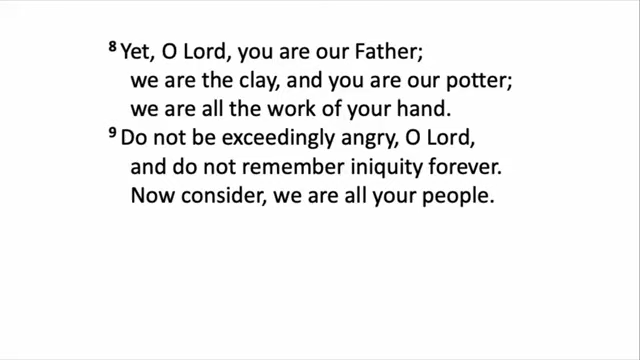 8 Yet, O Lord, you are our Father;
we are the clay, and you are our potter;
we are all the work of your hand.
9 Do not be exceedingly angry, O Lord,
and do not remember iniquity forever.
Now consider, we are all your people.